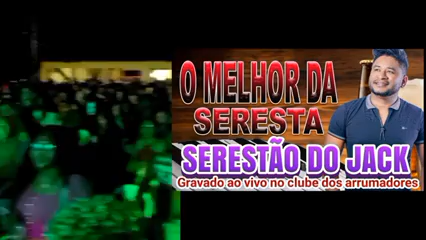 O MELHOR DA
SERESTA
SERESTÃO DO JACK
Gravado ao vivo no clube dos arrumadores